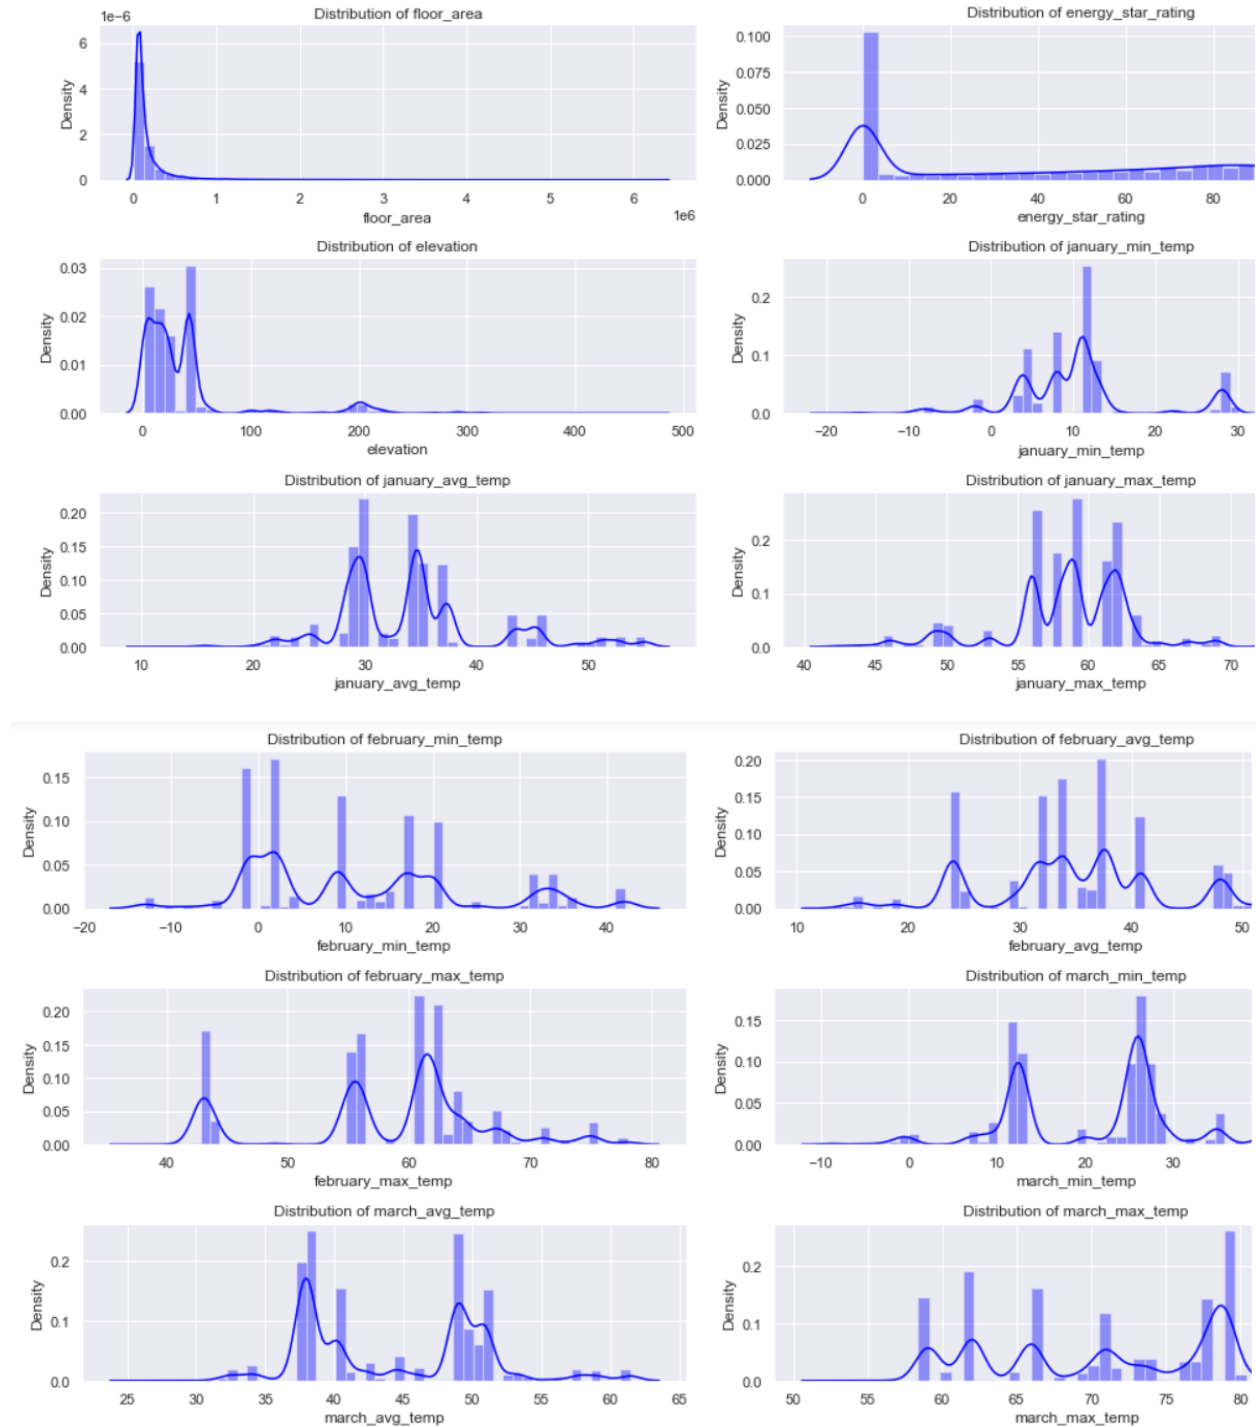 Distribution of floor_area
1e−6
6
4
2
0
Density
0 1 2 3 4 5 6
1e6
floor_area
Distribution of energy_star_rating
0.100
0.075
0.050
0.025
0.000
Density
0 20 40 60 80
energy_star_rating
Distribution of elevation
0.03
0.02
0.01
0.00
Density
0 100 200 300 400 500
elevation
Distribution of january_min_temp
0.2
0.1
0.0
Density
−20 −10 0 10 20 30
january_min_temp
Distribution of january_avg_temp
0.20
0.15
0.10
0.05
0.00
Density
10 20 30 40 50
january_avg_temp
Distribution of january_max_temp
0.2
0.1
0.0
Density
40 45 50 55 60 65 70
january_max_temp
Distribution of february_min_temp
0.15
0.10
0.05
0.00
Density
−20 −10 0 10 20 30 40
february_min_temp
Distribution of february_avg_temp
0.20
0.15
0.10
0.05
0.00
Density
10 20 30 40 50
february_avg_temp
Distribution of february_max_temp
0.20
0.15
0.10
0.05
0.00
Density
40 50 60 70 80
february_max_temp
Distribution of march_min_temp
0.15
0.10
0.05
0.00
Density
−10 0 10 20 30
march_min_temp
Distribution of march_avg_temp
0.2
0.1
0.0
Density
25 30 35 40 45 50 55 60 65
march_avg_temp
Distribution of march_max_temp
0.2
0.1
0.0
Density
50 55 60 65 70 75 80
march_max_temp